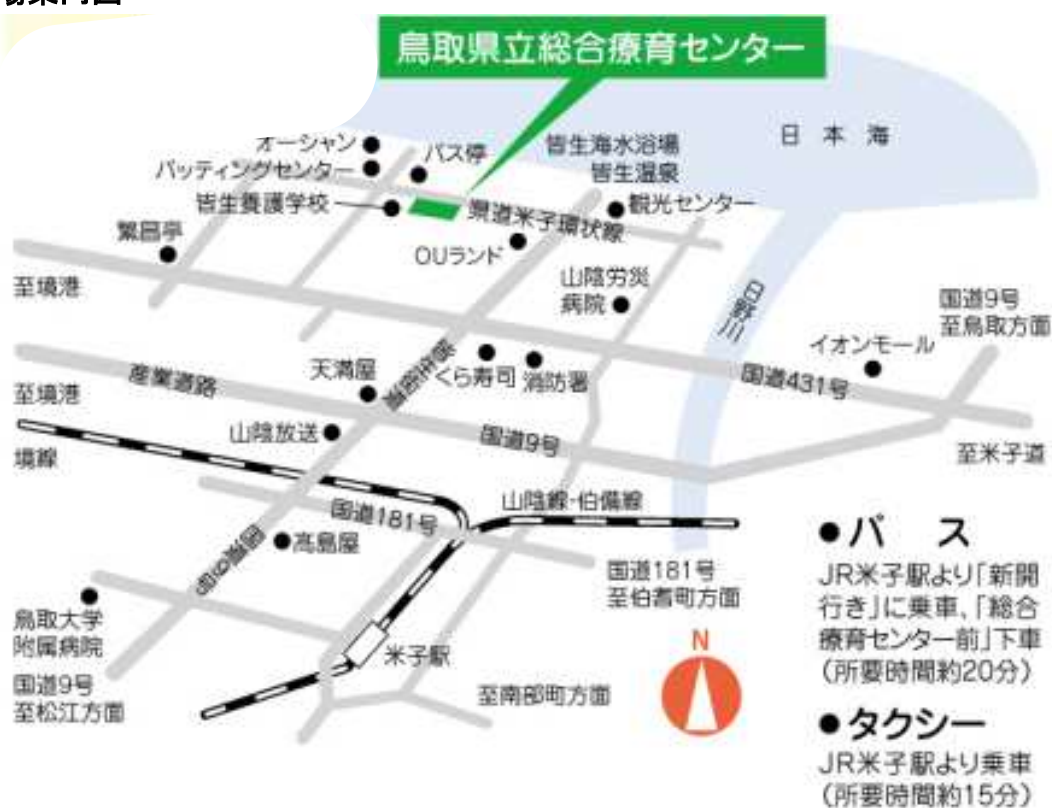 場案内図
鳥取県立総合療育センター
日本海
オーシャン
バス停
皆生海水浴場
皆生温泉
バッティングセンター
皆生養護学校
観光センター
県道米子環状線
繁昌亭
OUランド
山陰労災
病院
日野川
至境港
国道9号
至鳥取方面
イオンモール
天満屋
くら寿司
消防署
国道431号
産業道路
至境港
山陰放送
国道9号
至米子道
境線
山陰線・伯備線
国道181号
高島屋
国道9号
国道181号
至伯耆町方面
鳥取大学
附属病院
米子駅
国道9号
至松江方面
至南部町方面
N
●バス
JR米子駅より「新開
行き」に乗車、「総合
療育センター前」下車
(所要時間約20分)
●タクシー
JR米子駅より乗車
(所要時間約15分)